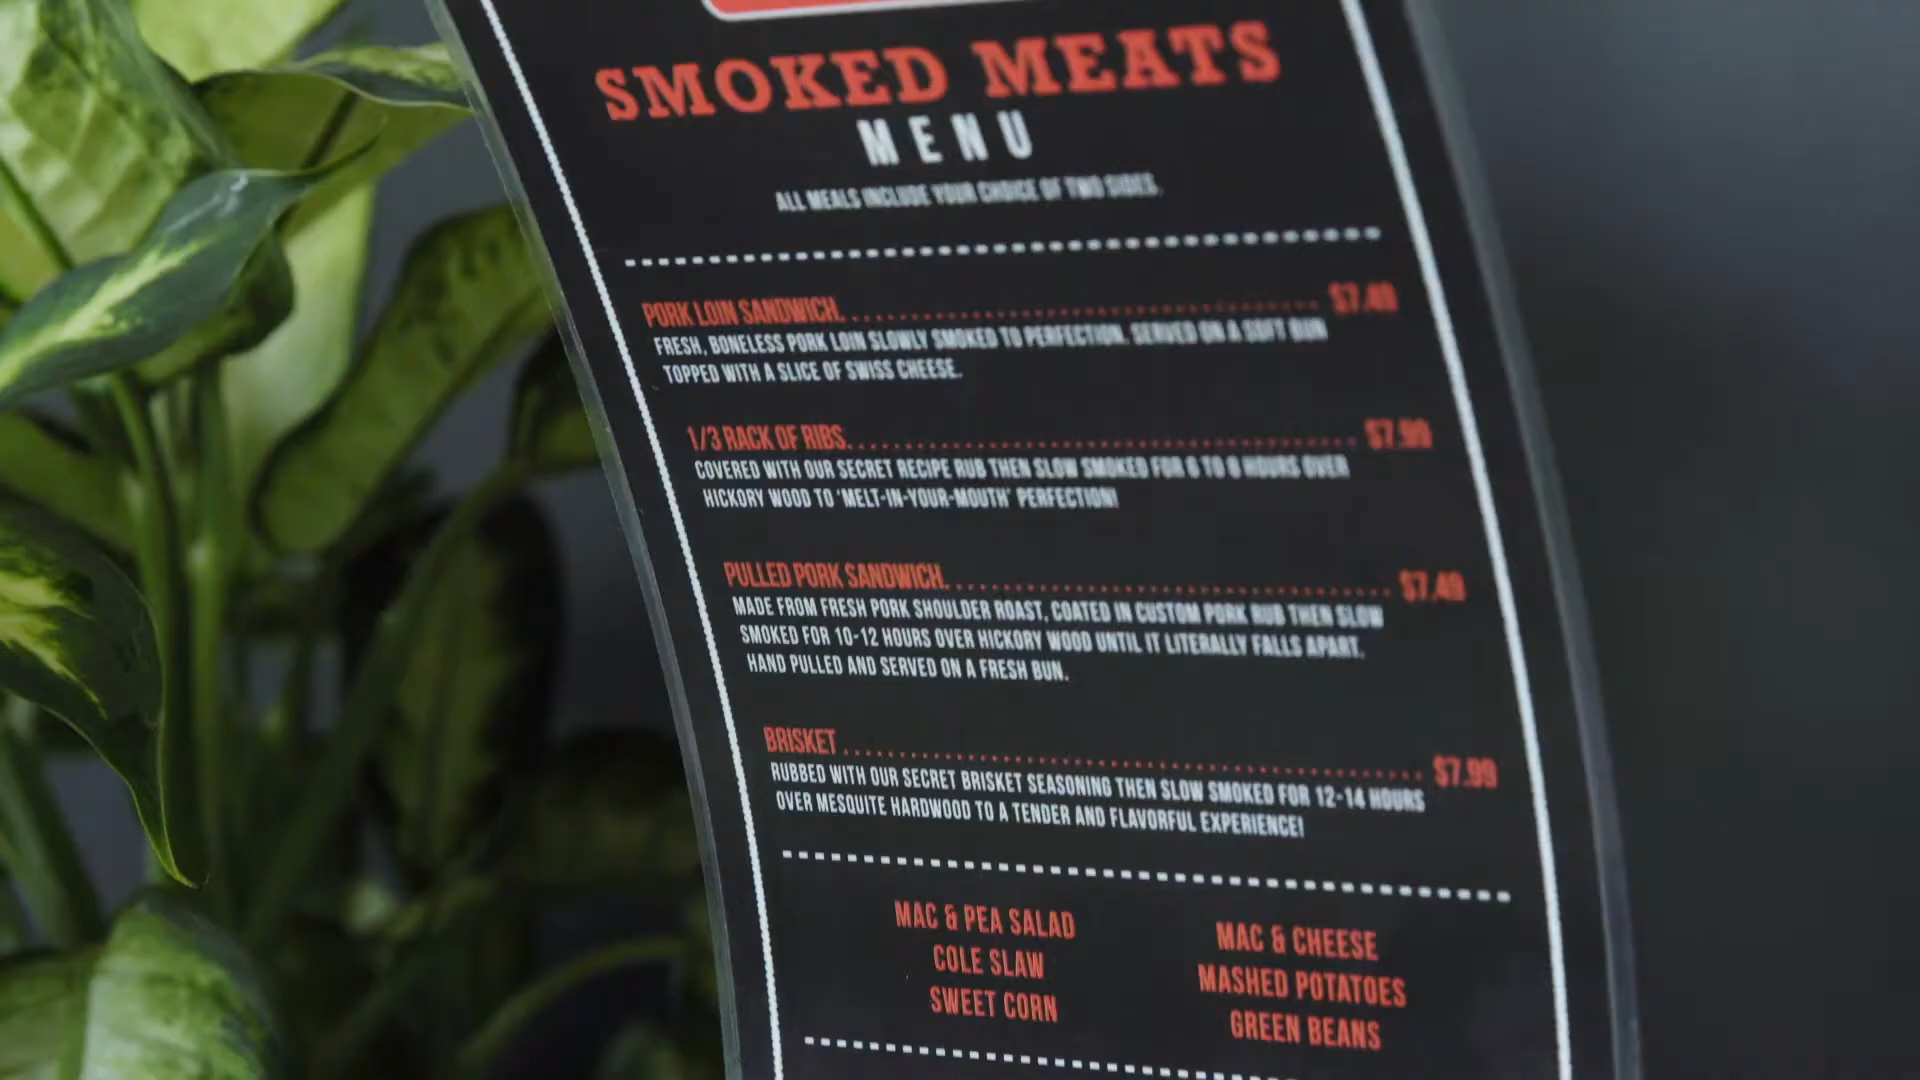 SMOKED MEATS
MENU
ALL MEALS INCLUDE YOUR CHOICE OF TWO SIDES.
PORK LOIN SANDWICH. $7.49
FRESH, BONELESS PORK LOIN SLOWLY SMOKED TO PERFECTION. SERVED ON A SOFT BUN
TOPPED WITH A SLICE OF SWISS CHEESE.
1/3 RACK OF RIBS. $7.99
COVERED WITH OUR SECRET RECIPE RUB THEN SLOW SMOKED FOR 6 TO 8 HOURS OVER
HICKORY WOOD TO 'MELT-IN-YOUR-MOUTH' PERFECTION!
PULLED PORK SANDWICH. $7.49
MADE FROM FRESH PORK SHOULDER ROAST, COATED IN CUSTOM PORK RUB THEN SLOW
SMOKED FOR 10-12 HOURS OVER HICKORY WOOD UNTIL IT LITERALLY FALLS APART.
HAND PULLED AND SERVED ON A FRESH BUN.
BRISKET $7.99
RUBBED WITH OUR SECRET BRISKET SEASONING THEN SLOW SMOKED FOR 12-14 HOURS
OVER MESQUITE HARDWOOD TO A TENDER AND FLAVORFUL EXPERIENCE!
MAC & PEA SALAD
COLE SLAW
SWEET CORN
MAC & CHEESE
MASHED POTATOES
GREEN BEANS